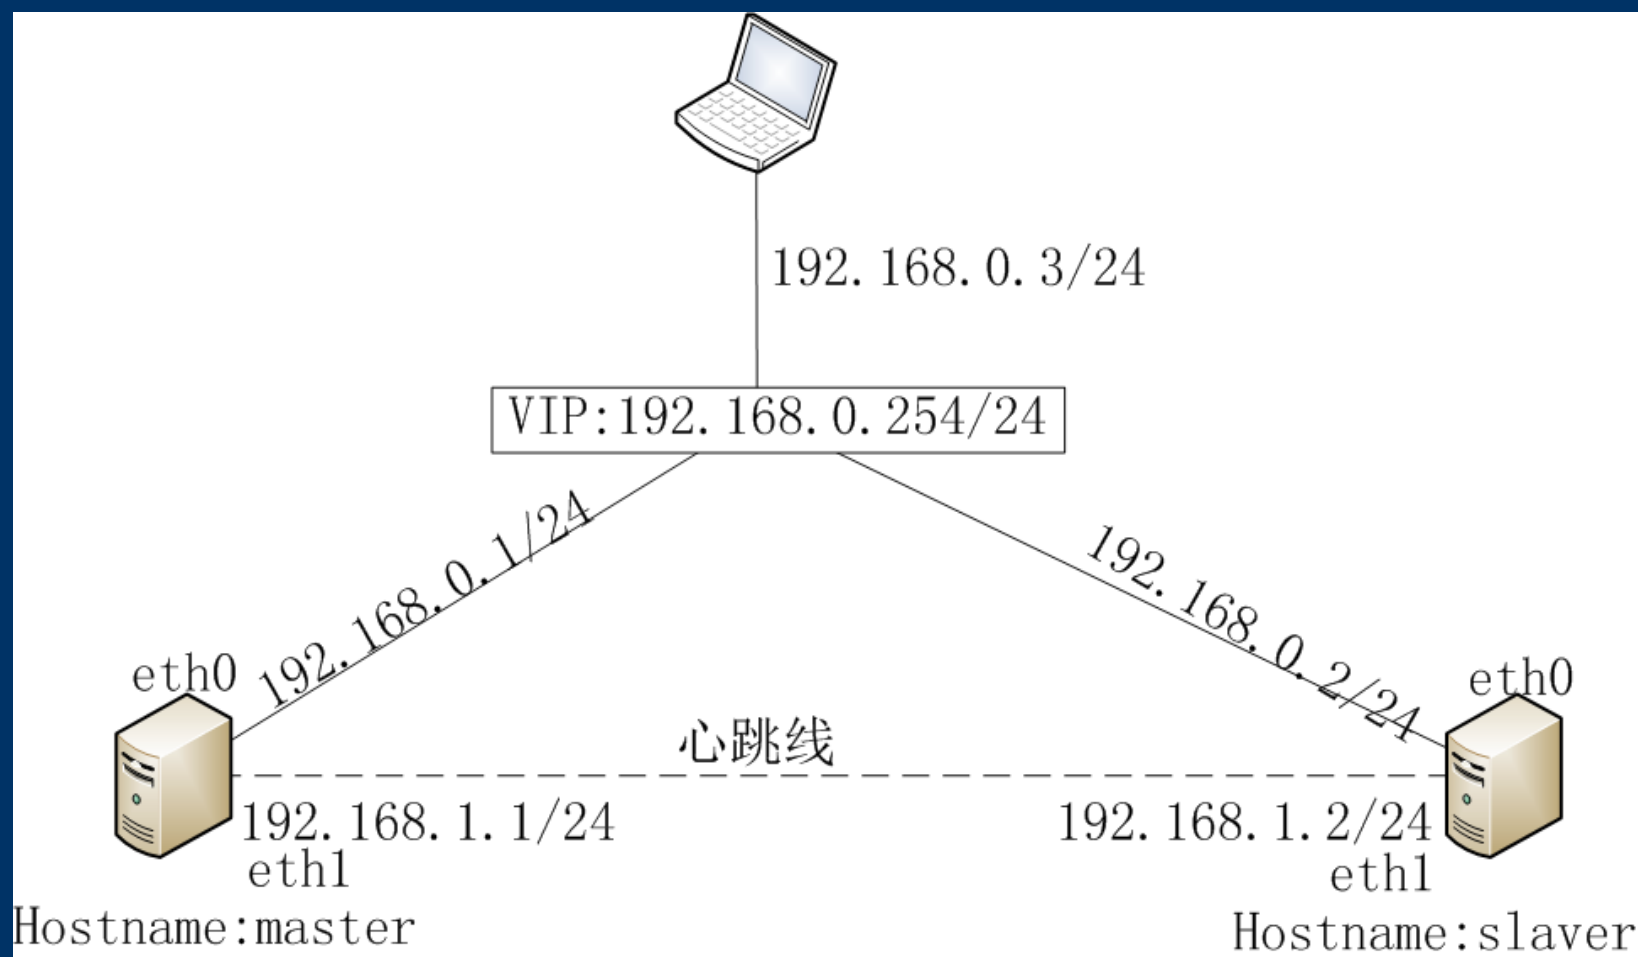 192.168.0.3/24
VIP:192.168.0.254/24
192.168.0.1/24
192.168.0.2/24
eth0
eth0
心跳线
192.168.1.1/24
192.168.1.2/24
eth1
eth1
Hostname:master
Hostname:slaver